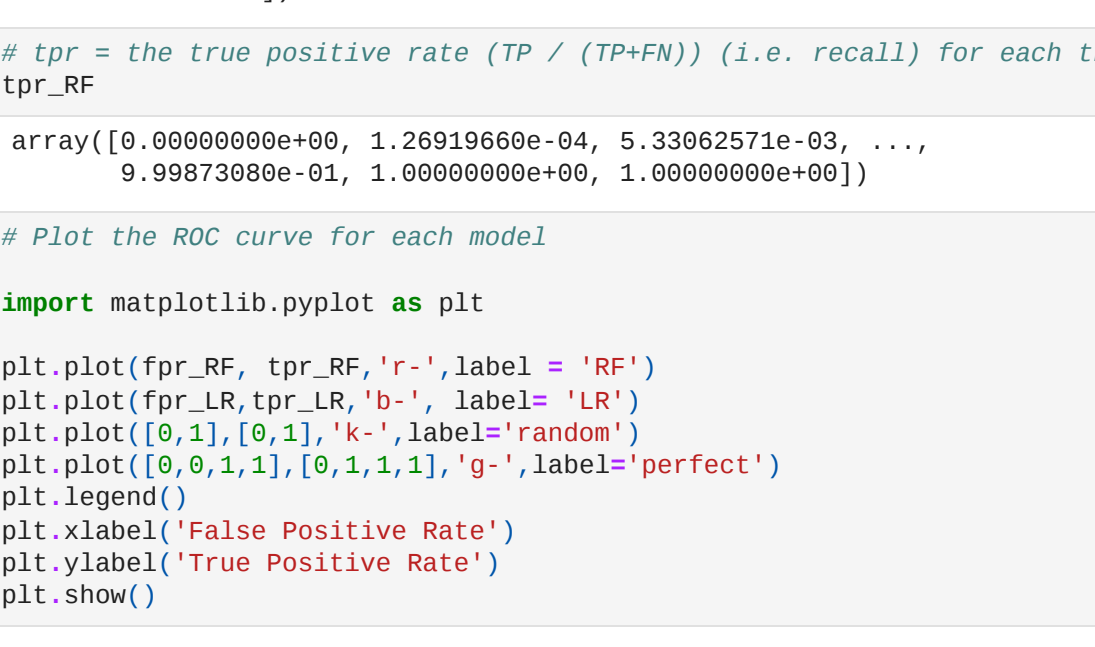 # tpr = the true positive rate (TP / (TP+FN)) (i.e. recall) for each
tpr_RF
array([0.00000000e+00, 1.26919660e-04, 5.33062571e-03, ...,
9.99873080e-01, 1.00000000e+00, 1.00000000e+00])
# Plot the ROC curve for each model
import matplotlib.pyplot as plt
plt.plot(fpr_RF, tpr_RF,'r-',label = 'RF')
plt.plot(fpr_LR,tpr_LR,'b-', label= 'LR')
plt.plot([0,1],[0,1],'k-',label='random')
plt.plot([0,0,1,1],[0,1,1,1],'g-',label='perfect')
plt.legend()
plt.xlabel('False Positive Rate')
plt.ylabel('True Positive Rate')
plt.show()